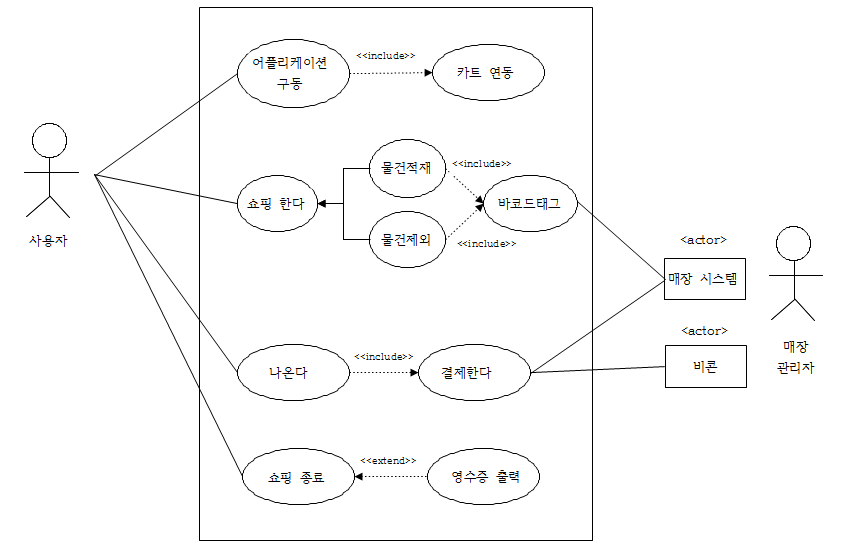 어플리케이션
구동
<<include>>
카트 연동
사용자
쇼핑 한다
물건적재
<<include>>
물건제외
<<include>>
바코드태그
<actor>
매장 시스템
<actor>
비콘
매장
관리자
나온다
<<include>>
결제한다
쇼핑 종료
<<extend>>
영수증 출력